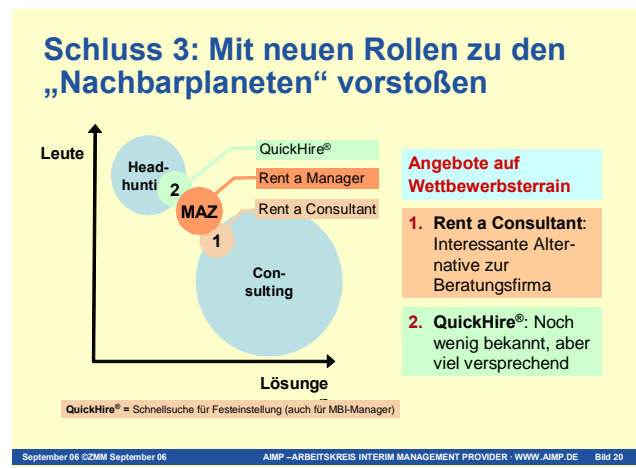 Schluss 3: Mit neuen Rollen zu den
„Nachbarplaneten“ vorstoßen
Leute
Head-
hunti
2
MAZ
1
Con-
sulting
QuickHire®
Rent a Manager
Rent a Consultant
Lösunge
Angebote auf
Wettbewerbsterrain
1. Rent a Consultant:
Interessante Alter-
native zur
Beratungsfirma
2. QuickHire®: Noch
wenig bekannt, aber
viel versprechend
QuickHire® = Schnellsuche für Festeinstellung (auch für MBI-Manager)
September 06 ©ZMM September 06
AIMP –ARBEITSKREIS INTERIM MANAGEMENT PROVIDER · WWW.AIMP.DE
Bild 20